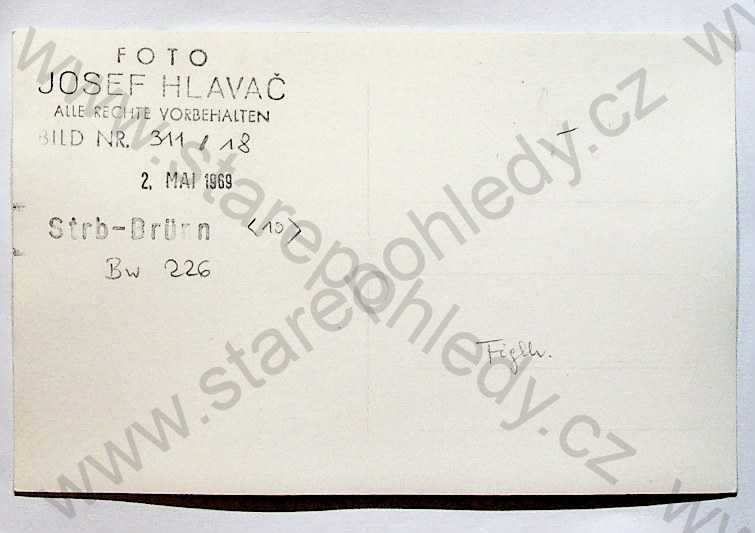 FOTO
JOSEF HLAVAČ
ALLE RECHTE VORBEHALTEN
BILD NR. 311 / 18
2. MAI 1969
Strb-Brünn <10>
Bw 226
www.starepohledy.cz
www.starepohledy.cz